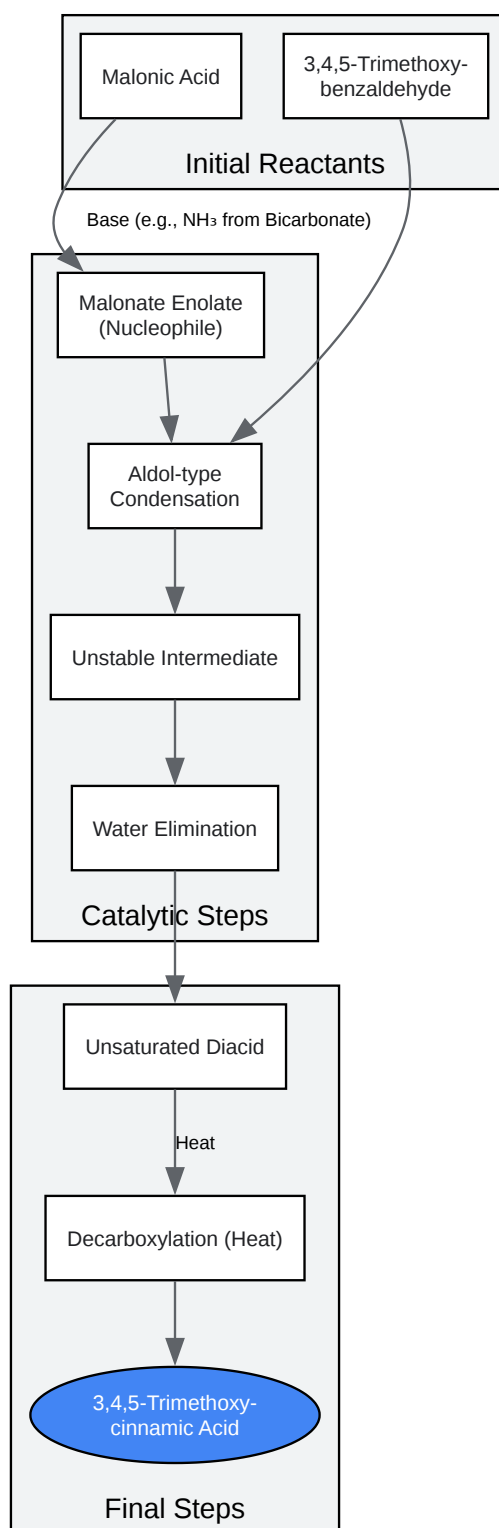 Malonic Acid
3,4,5-Trimethoxy-
benzaldehyde
Initial Reactants
Base (e.g., NH₃ from Bicarbonate)
Malonate Enolate
(Nucleophile)
Aldol-type
Condensation
Unstable Intermediate
Water Elimination
Catalytic Steps
Unsaturated Diacid
Heat
Decarboxylation (Heat)
3,4,5-Trimethoxy-
cinnamic Acid
Final Steps